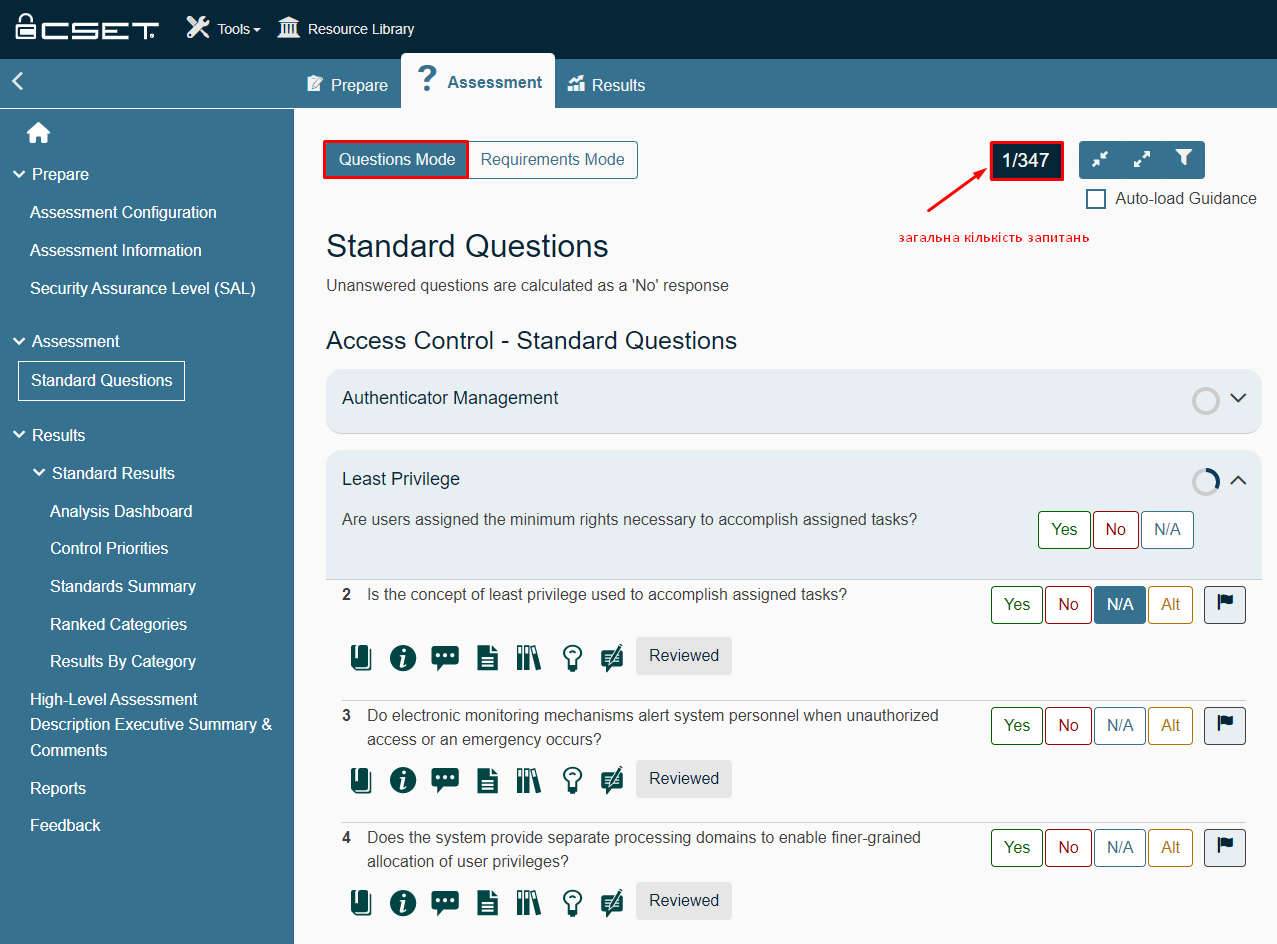 CSET
Tools
Resource Library
Prepare
? Assessment
Results
Prepare
Assessment Configuration
Assessment Information
Security Assurance Level (SAL)
Assessment
Standard Questions
Results
Standard Results
Analysis Dashboard
Control Priorities
Standards Summary
Ranked Categories
Results By Category
High-Level Assessment
Description Executive Summary &
Comments
Reports
Feedback
Questions Mode
Requirements Mode
1/347
Auto-load Guidance
загальна кількість запитань
Standard Questions
Unanswered questions are calculated as a 'No' response
Access Control - Standard Questions
Authenticator Management
Least Privilege
Are users assigned the minimum rights necessary to accomplish assigned tasks?
Yes No N/A
2 Is the concept of least privilege used to accomplish assigned tasks?
Yes No N/A Alt
Reviewed
3 Do electronic monitoring mechanisms alert system personnel when unauthorized
access or an emergency occurs?
Yes No N/A Alt
Reviewed
4 Does the system provide separate processing domains to enable finer-grained
allocation of user privileges?
Yes No N/A Alt
Reviewed